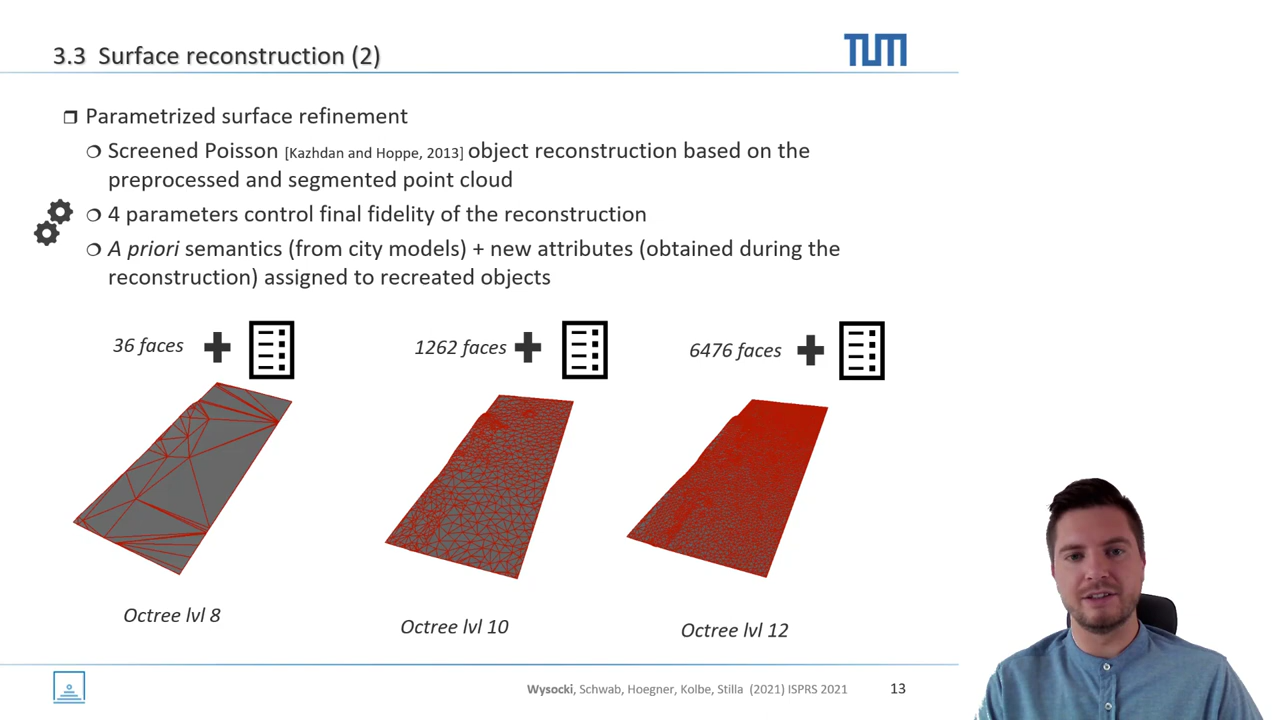 3.3 Surface reconstruction (2)
TUM
Parametrized surface refinement
Screened Poisson [Kazhdan and Hoppe, 2013] object reconstruction based on the
preprocessed and segmented point cloud
4 parameters control final fidelity of the reconstruction
A priori semantics (from city models) + new attributes (obtained during the
reconstruction) assigned to recreated objects
36 faces
1262 faces
6476 faces
Octree lvl 8
Octree lvl 10
Octree lvl 12
Wysocki, Schwab, Hoegner, Kolbe, Stilla (2021) ISPRS 2021
13